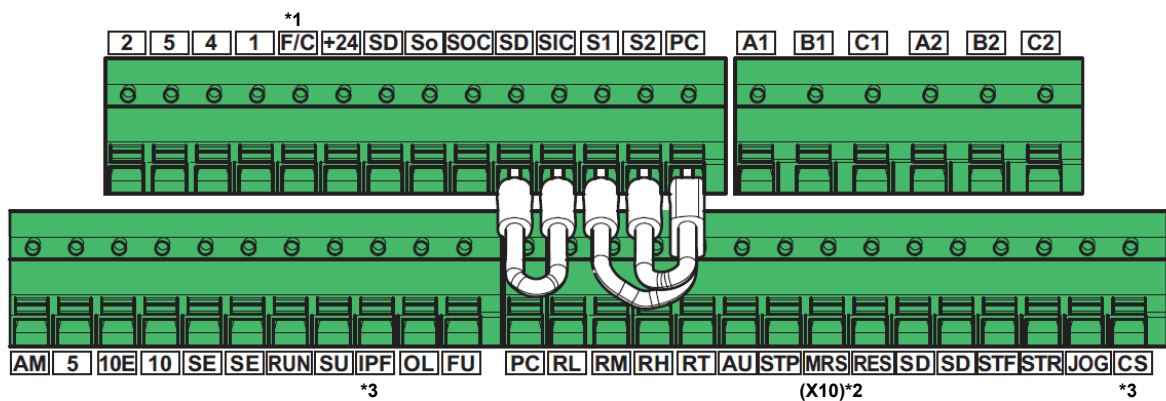 *1
2 5 4 1 F/C +24 SD So SOC SD SIC S1 S2 PC A1 B1 C1 A2 B2 C2
AM 5 10E 10 SE SE RUN SU IPF OL FU PC RL RM RH RT AU STP MRS RES SD SD STF STR JOG CS
*3 (X10)*2 *3